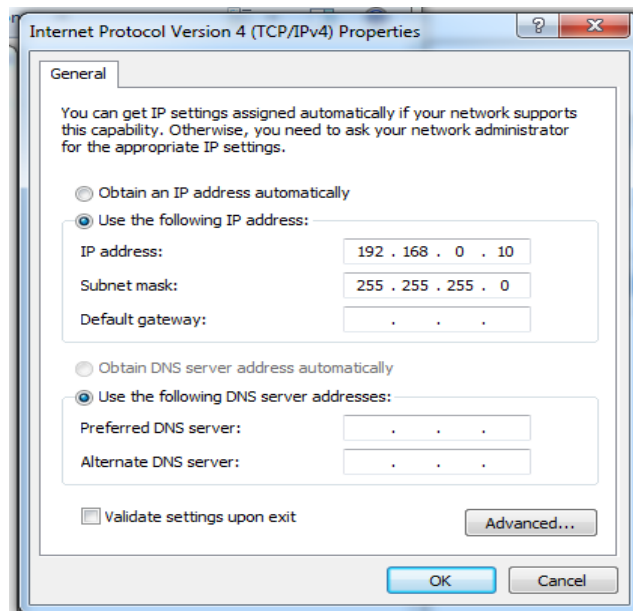 Internet Protocol Version 4 (TCP/IPv4) Properties
General
You can get IP settings assigned automatically if your network supports
this capability. Otherwise, you need to ask your network administrator
for the appropriate IP settings.
Obtain an IP address automatically
Use the following IP address:
IP address: 192 . 168 . 0 . 10
Subnet mask: 255 . 255 . 255 . 0
Default gateway: . . .
Obtain DNS server address automatically
Use the following DNS server addresses:
Preferred DNS server: . . .
Alternate DNS server: . . .
Validate settings upon exit
Advanced...
OK Cancel